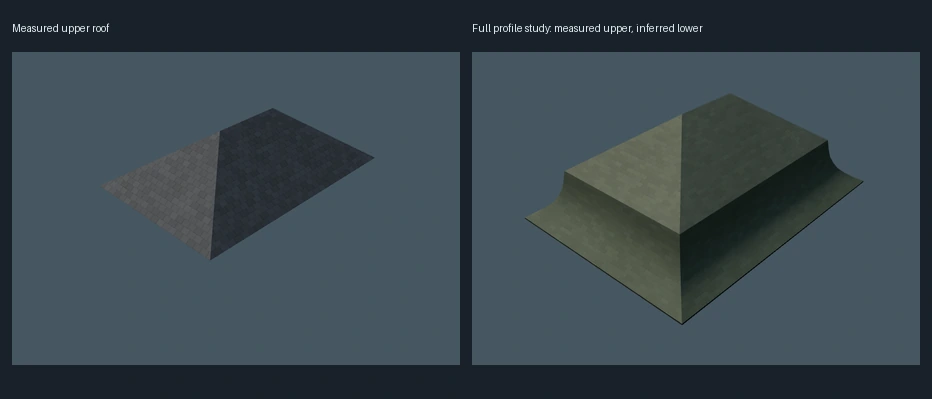 Measured upper roof
Full profile study: measured upper, inferred lower